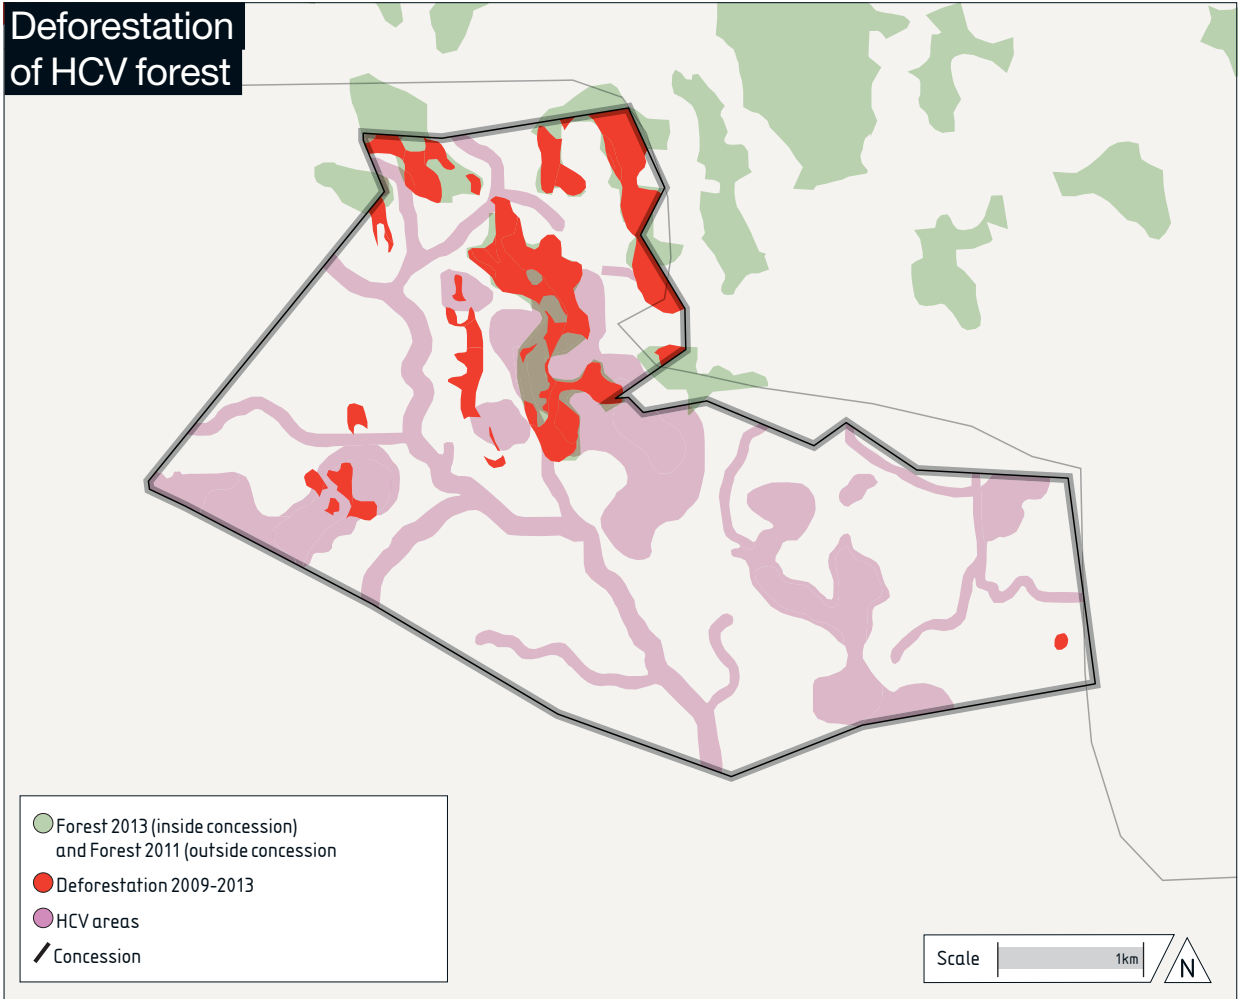 Deforestation
of HCV forest
Forest 2013 (inside concession)
and Forest 2011 (outside concession
Deforestation 2009-2013
HCV areas
Concession
Scale
1km
N